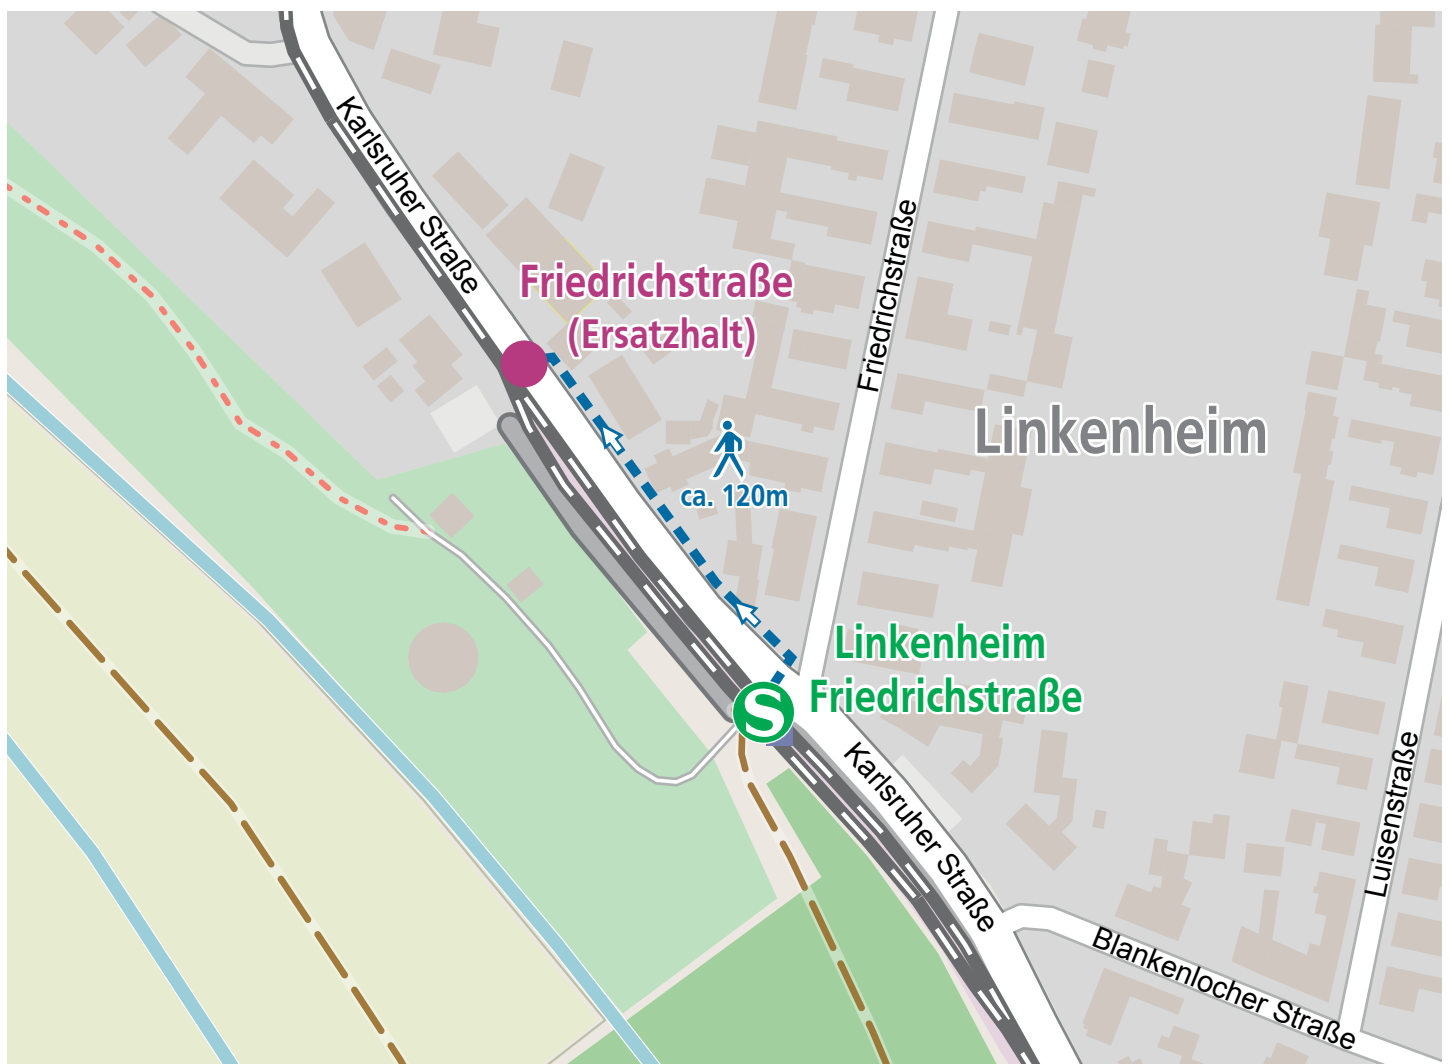 Karlsruher Straße
Friedrichstraße
(Ersatzhalt)
Friedrichstraße
Linkenheim
ca. 120m
Linkenheim
Friedrichstraße
S
Karlsruher Straße
Luisenstraße
Blankenlocher Straße